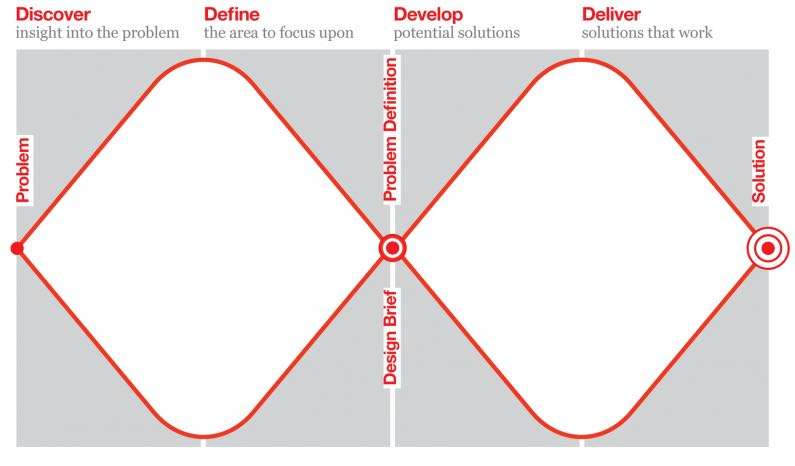 Discover
insight into the problem
Define
the area to focus upon
Develop
potential solutions
Deliver
solutions that work
Problem
Problem Definition
Design Brief
Solution